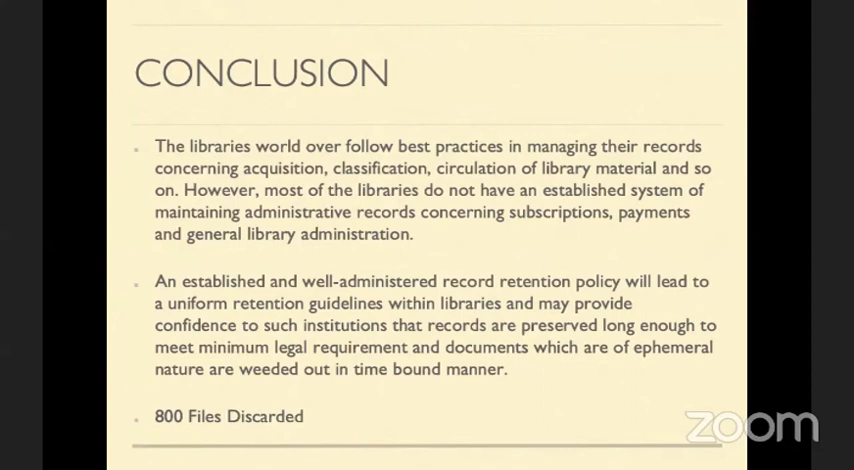 CONCLUSION
The libraries world over follow best practices in managing their records
concerning acquisition, classification, circulation of library material and so
on. However, most of the libraries do not have an established system of
maintaining administrative records concerning subscriptions, payments
and general library administration.
An established and well-administered record retention policy will lead to
a uniform retention guidelines within libraries and may provide
confidence to such institutions that records are preserved long enough to
meet minimum legal requirement and documents which are of ephemeral
nature are weeded out in time bound manner.
800 Files Discarded
zoom